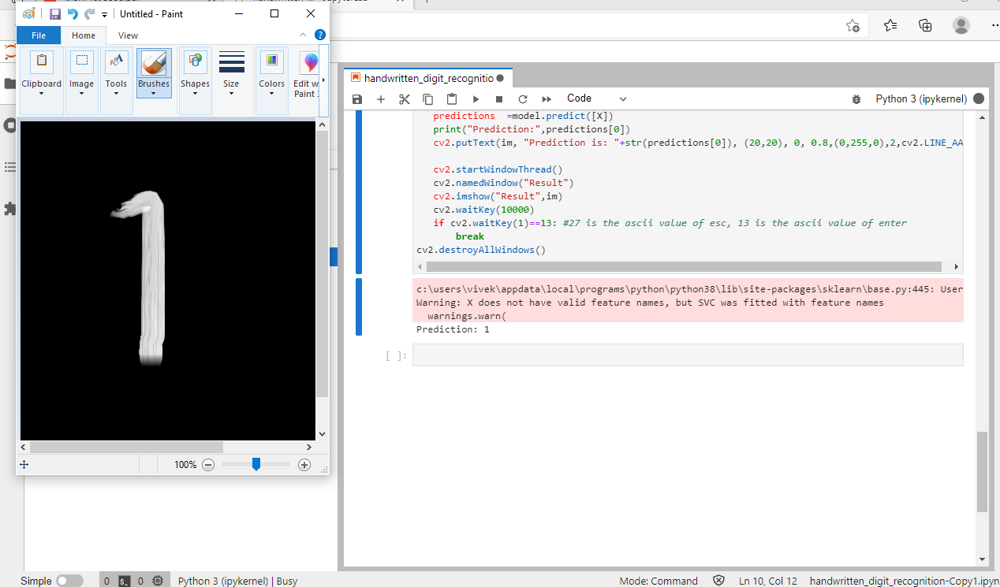 Untitled - Paint
File
Home
View
Clipboard
Image
Tools
Brushes
Shapes
Size
Colors
Edit w
Paint
1
100%
handwritten_digit_recognitio
Code
Python 3 (ipykernel)
predictions =model.predict([X])
print("Prediction:",predictions[0])
cv2.putText(im, "Prediction is: "+str(predictions[0]), (20,20), 0, 0.8,(0,255,0),2,cv2.LINE_AA
cv2.startWindowThread()
cv2.namedWindow("Result")
cv2.imshow("Result",im)
cv2.waitKey(10000)
if cv2.waitKey(1)==13: #27 is the ascii value of esc, 13 is the ascii value of enter
break
cv2.destroyAllWindows()
c:\users\vivek\appdata\local\programs\python\python38\lib\site-packages\sklearn\base.py:445: User
Warning: X does not have valid feature names, but SVC was fitted with feature names
warnings.warn(
Prediction: 1
[ ]:
Simple
0
$_
0
Python 3 (ipykernel) | Busy
Mode: Command
Ln 10, Col 12
handwritten_digit_recognition-Copy1.ipyn